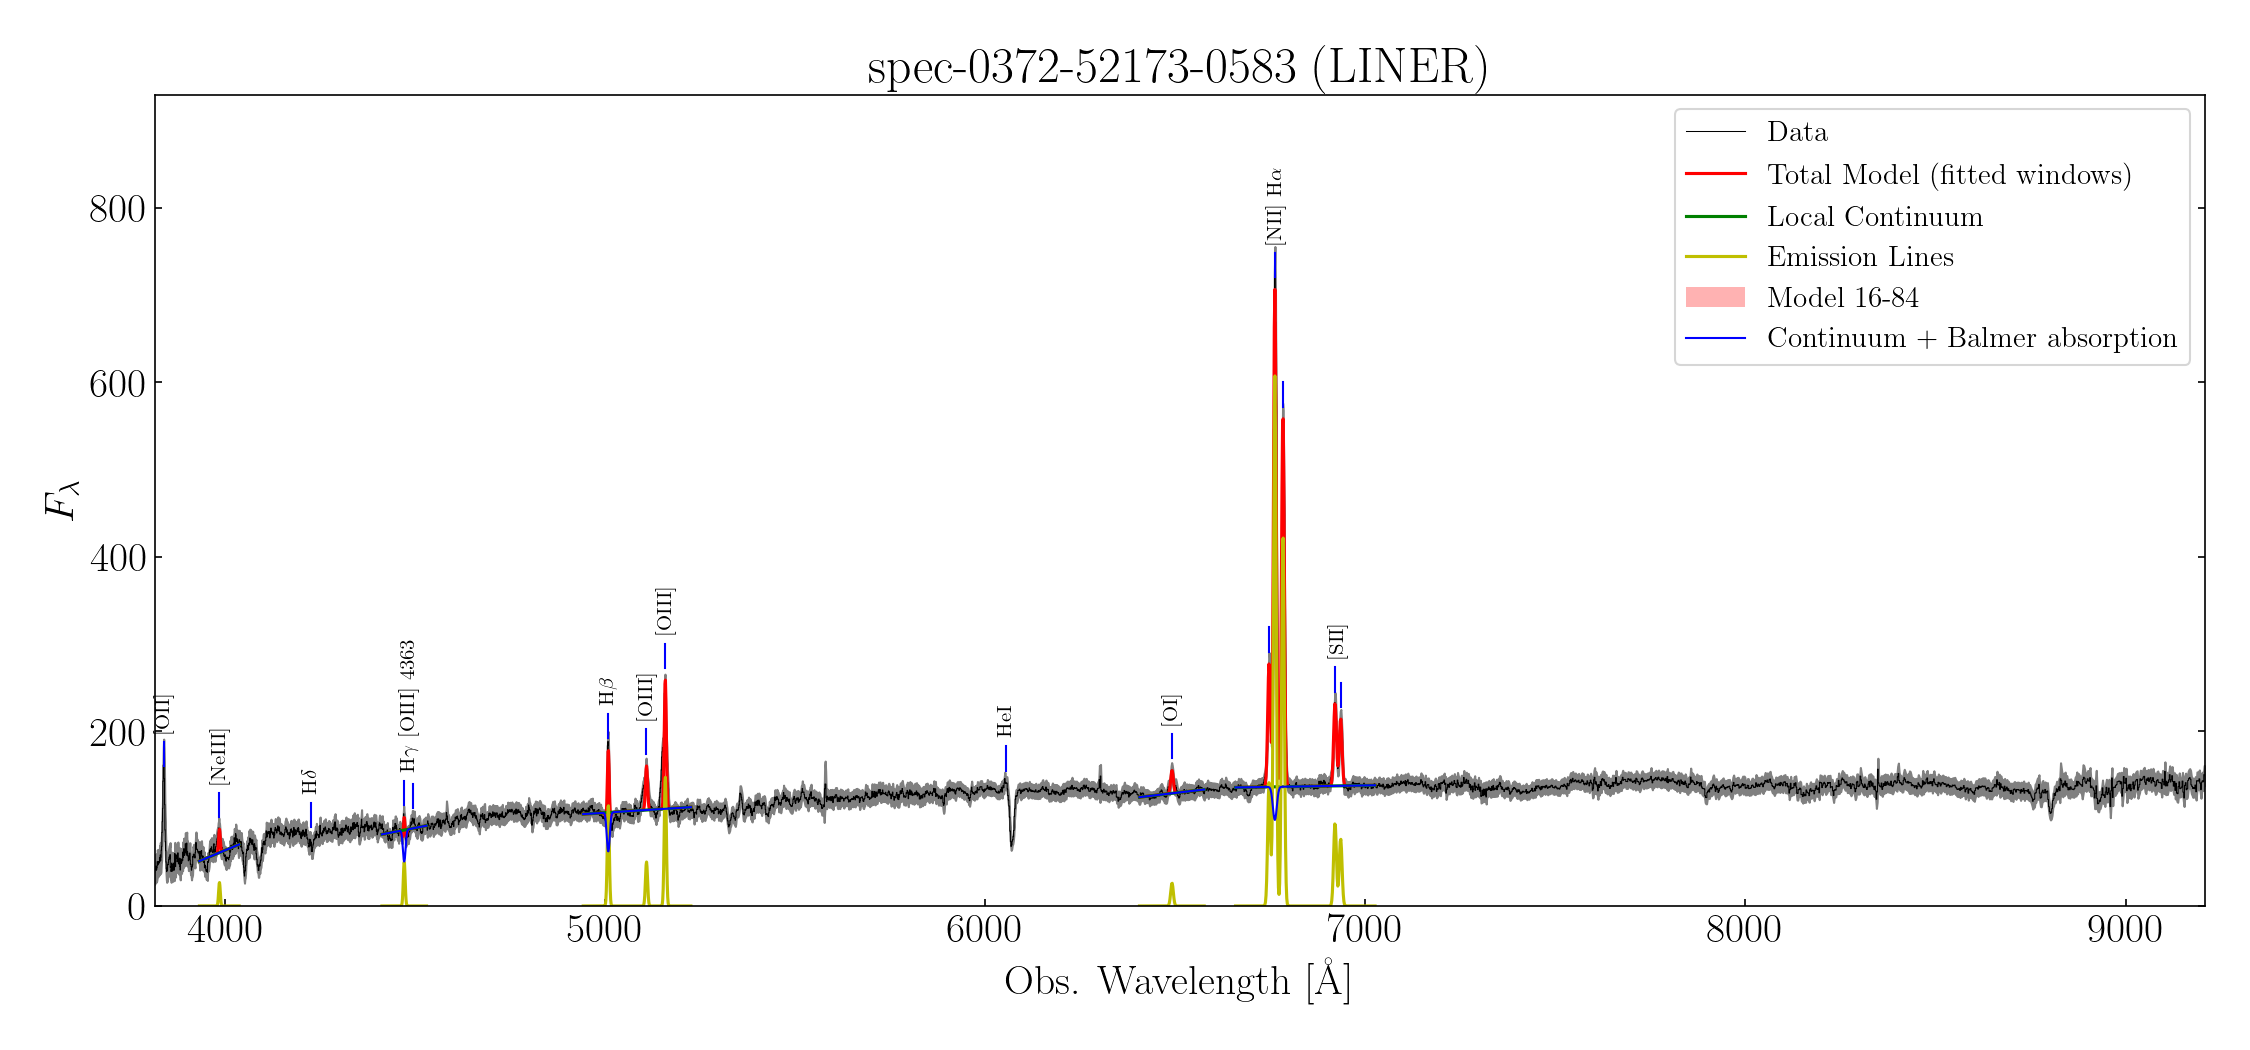 spec-0372-52173-0583 (LINER)
Data
Total Model (fitted windows)
Local Continuum
Emission Lines
Model 16-84
Continuum + Balmer absorption
[NII] Hα
[OIII]
[OIII]
Hβ
Hγ [OIII] 4363
[OII]
[NeIII]
Hδ
HeI
[OI]
[SII]
800
600
400
200
0
Fλ
4000
5000
6000
7000
8000
9000
Obs. Wavelength [Å]